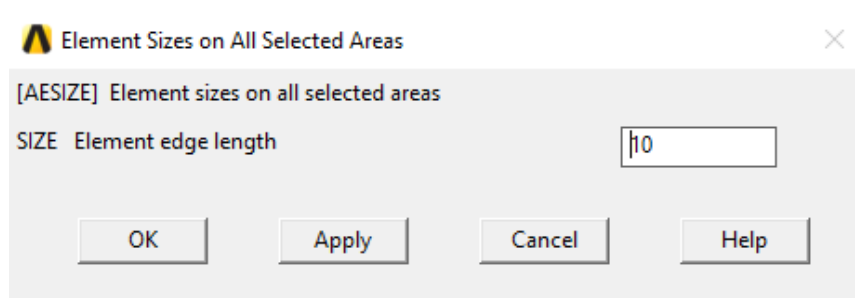 Element Sizes on All Selected Areas
[AESIZE] Element sizes on all selected areas
SIZE Element edge length 10
OK Apply Cancel Help